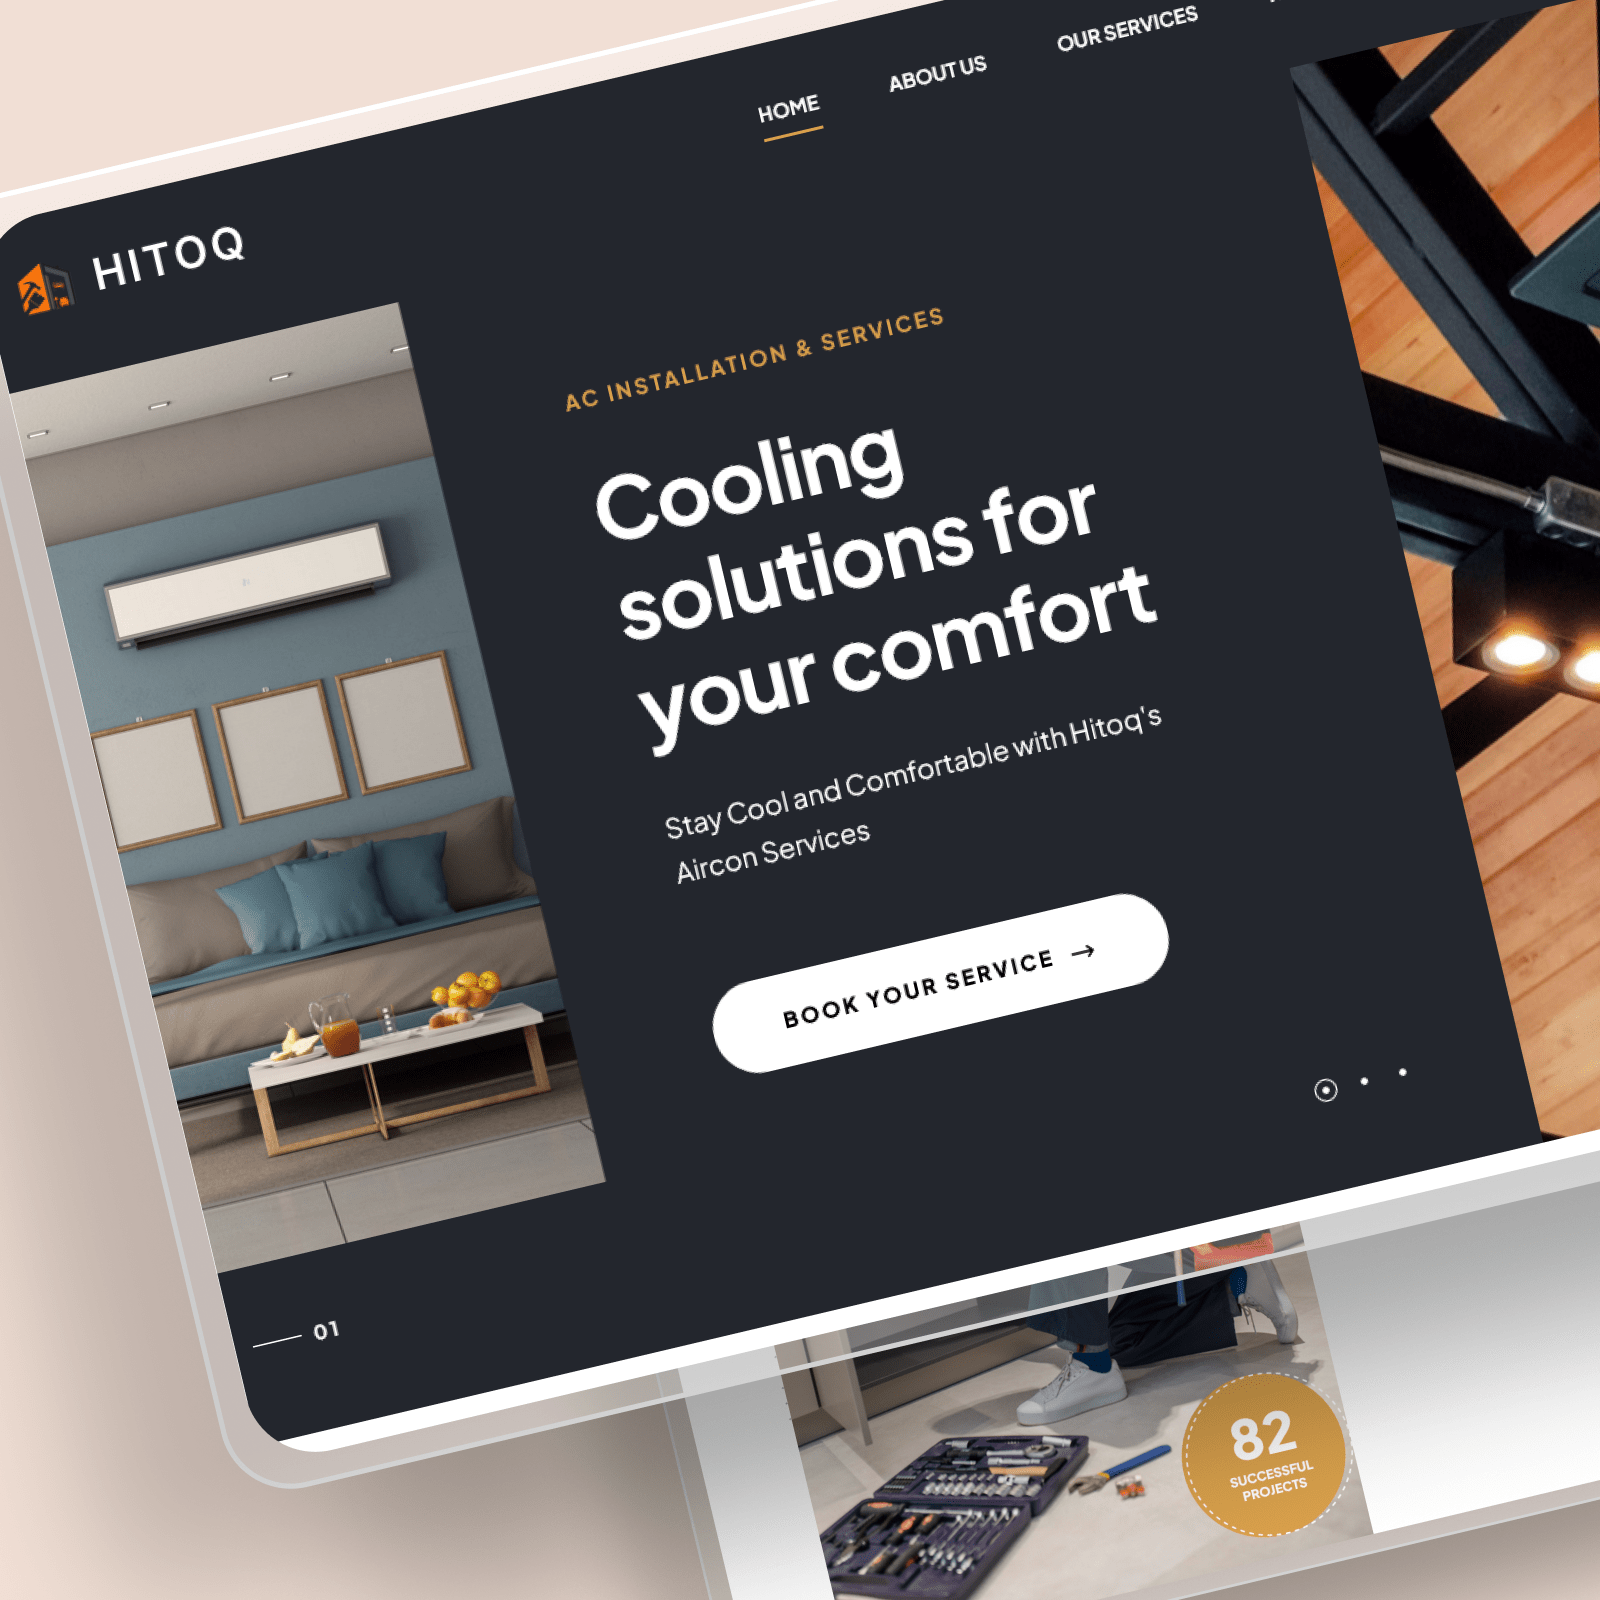 HOME
ABOUT US
OUR SERVICES
HITOQ
AC INSTALLATION & SERVICES
Cooling
solutions for
your comfort
Stay Cool and Comfortable with Hitoq's
Aircon Services
BOOK YOUR SERVICE →
01
82
SUCCESSFUL
PROJECTS